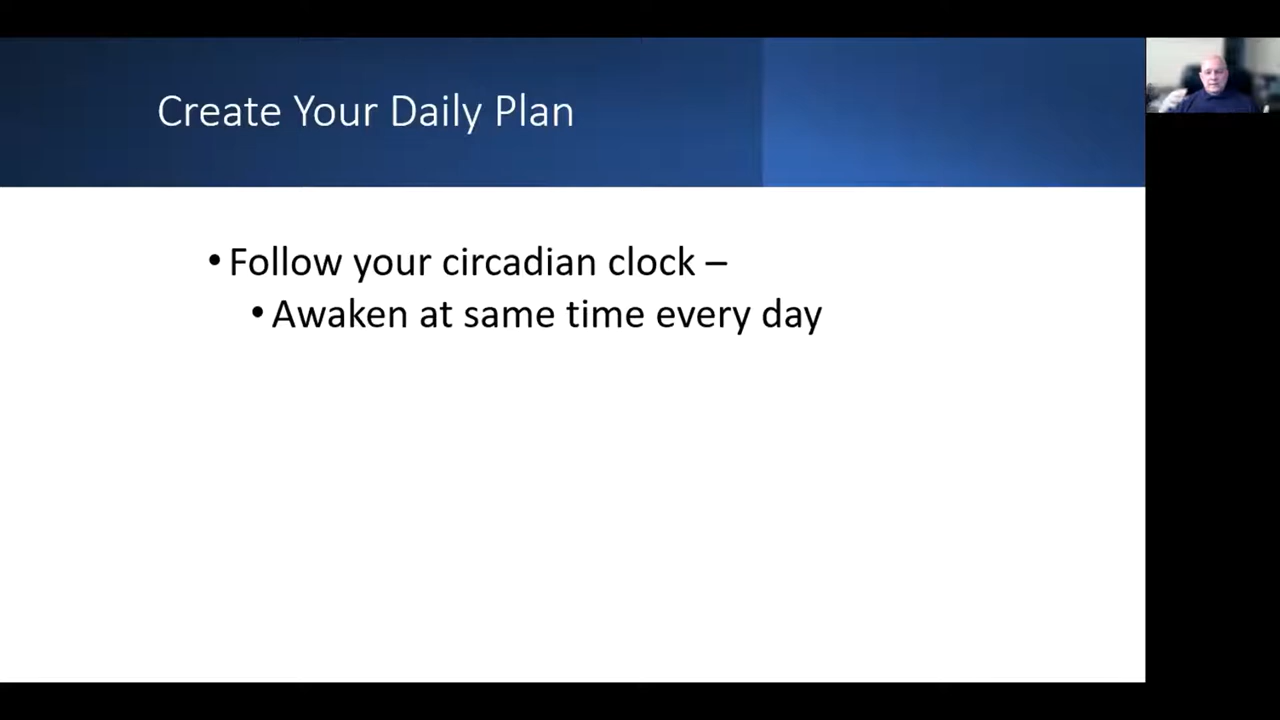 Create Your Daily Plan
• Follow your circadian clock –
• Awaken at same time every day